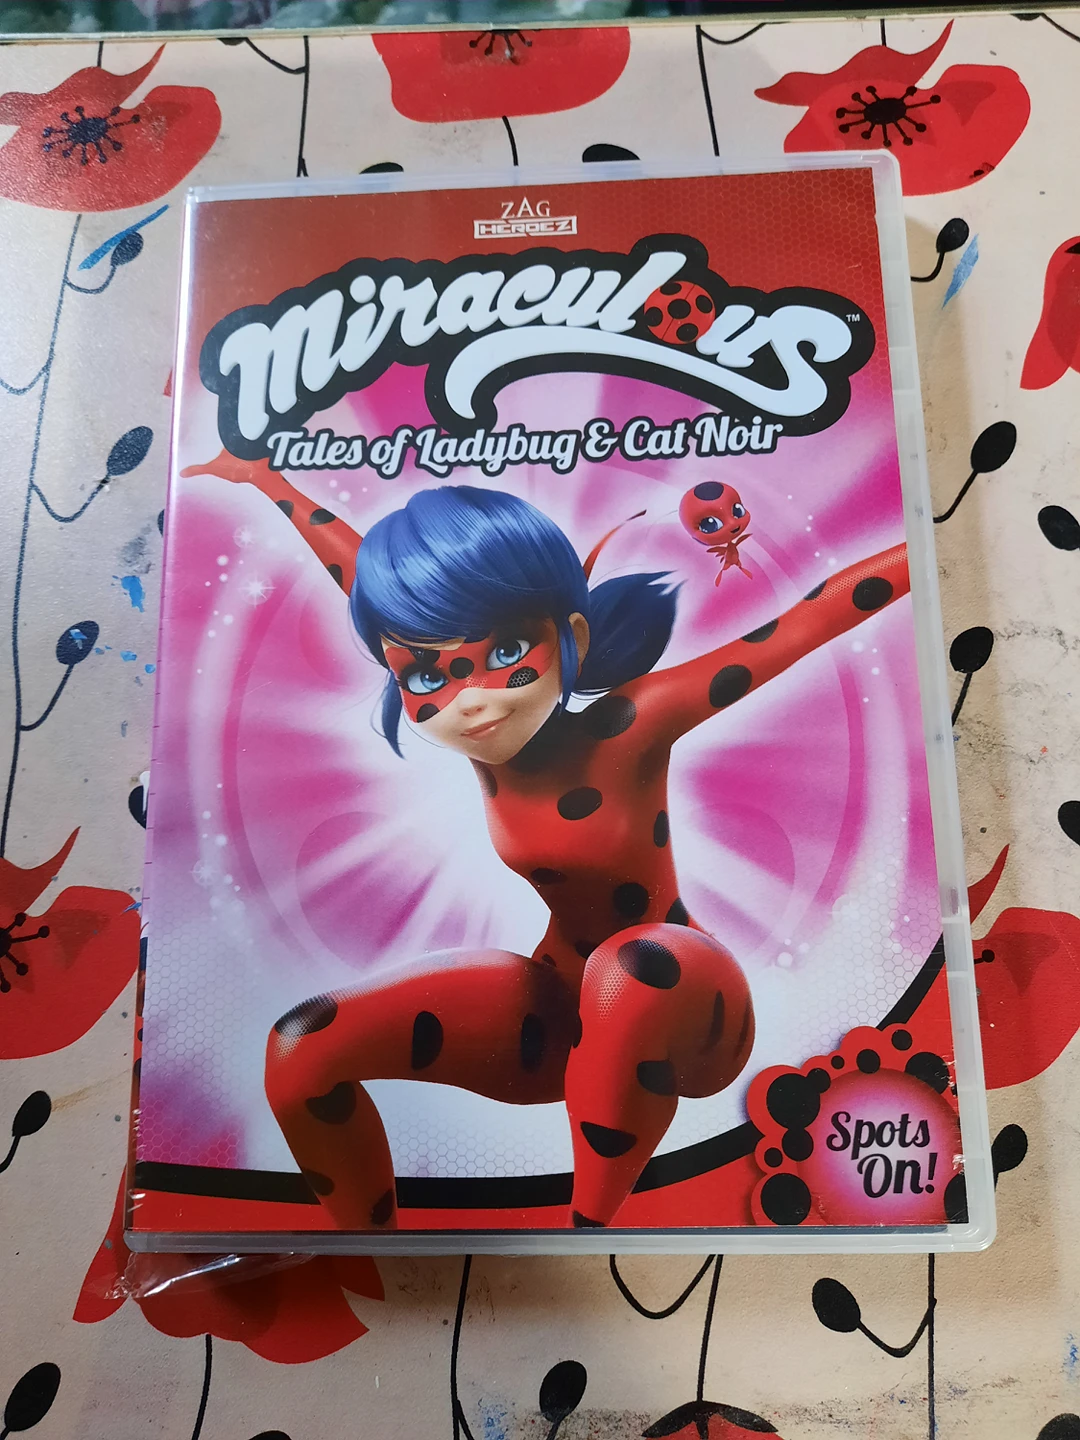 ZAG
HEROEZ
Miraculous™
Tales of Ladybug & Cat Noir
Spots
On!